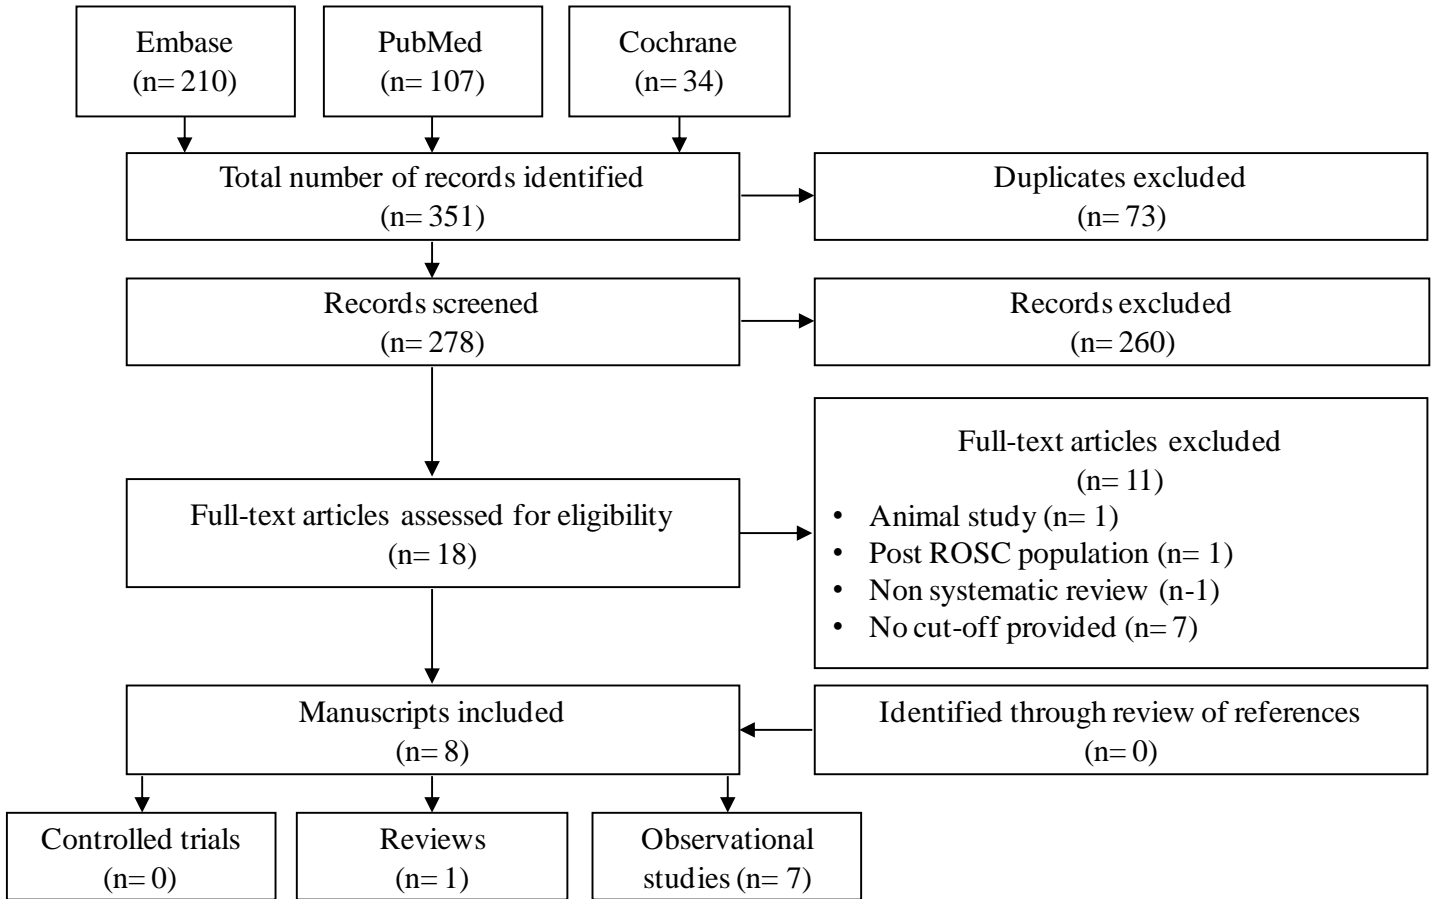 Embase
(n= 210)
PubMed
(n= 107)
Cochrane
(n= 34)
Total number of records identified
(n= 351)
Duplicates excluded
(n= 73)
Records screened
(n= 278)
Records excluded
(n= 260)
Full-text articles assessed for eligibility
(n= 18)
Full-text articles excluded
(n= 11)
• Animal study (n= 1)
• Post ROSC population (n= 1)
• Non systematic review (n-1)
• No cut-off provided (n= 7)
Manuscripts included
(n= 8)
Identified through review of references
(n= 0)
Controlled trials
(n= 0)
Reviews
(n= 1)
Observational
studies (n= 7)